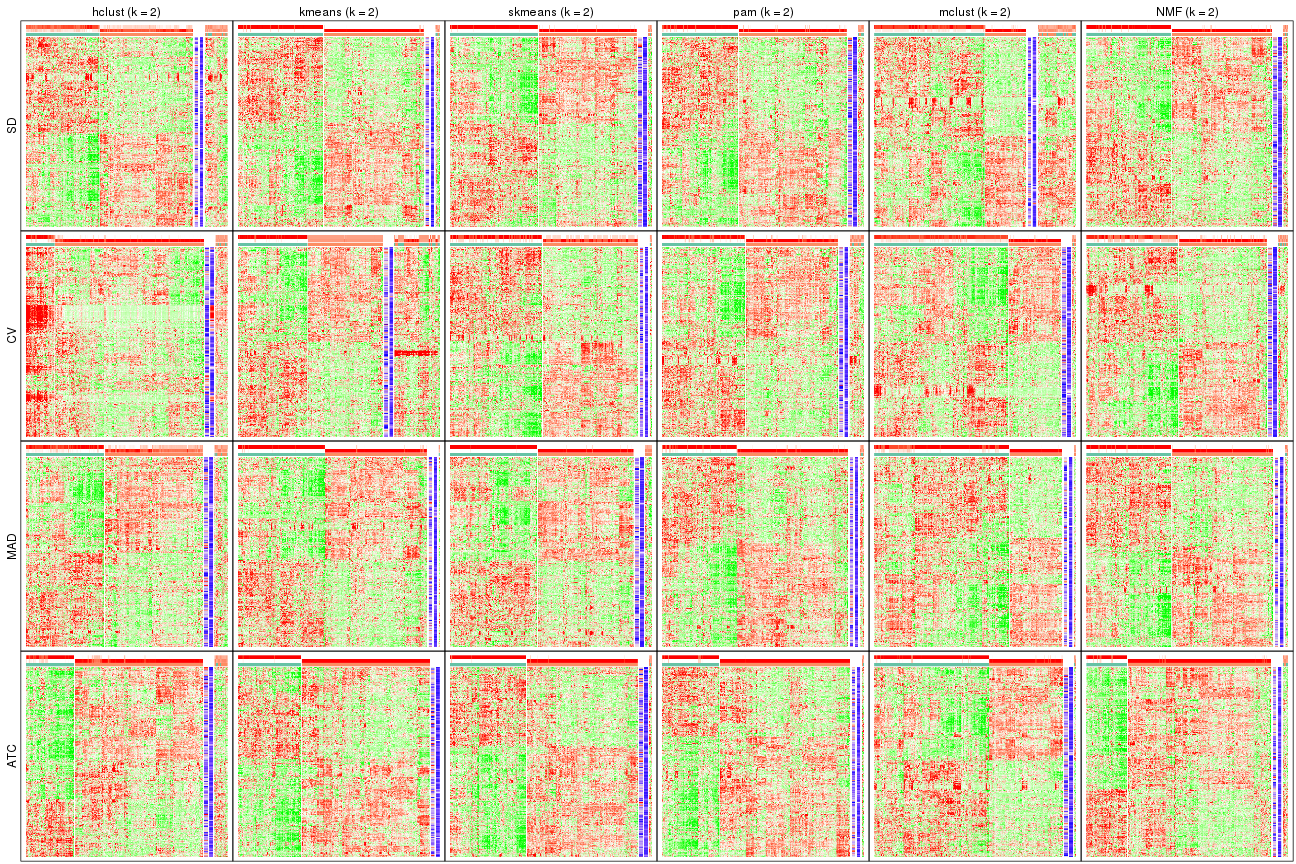 hclust (k = 2) kmeans (k = 2) skmeans (k = 2) pam (k = 2) mclust (k = 2) NMF (k = 2)
SD
CV
MAD
ATC